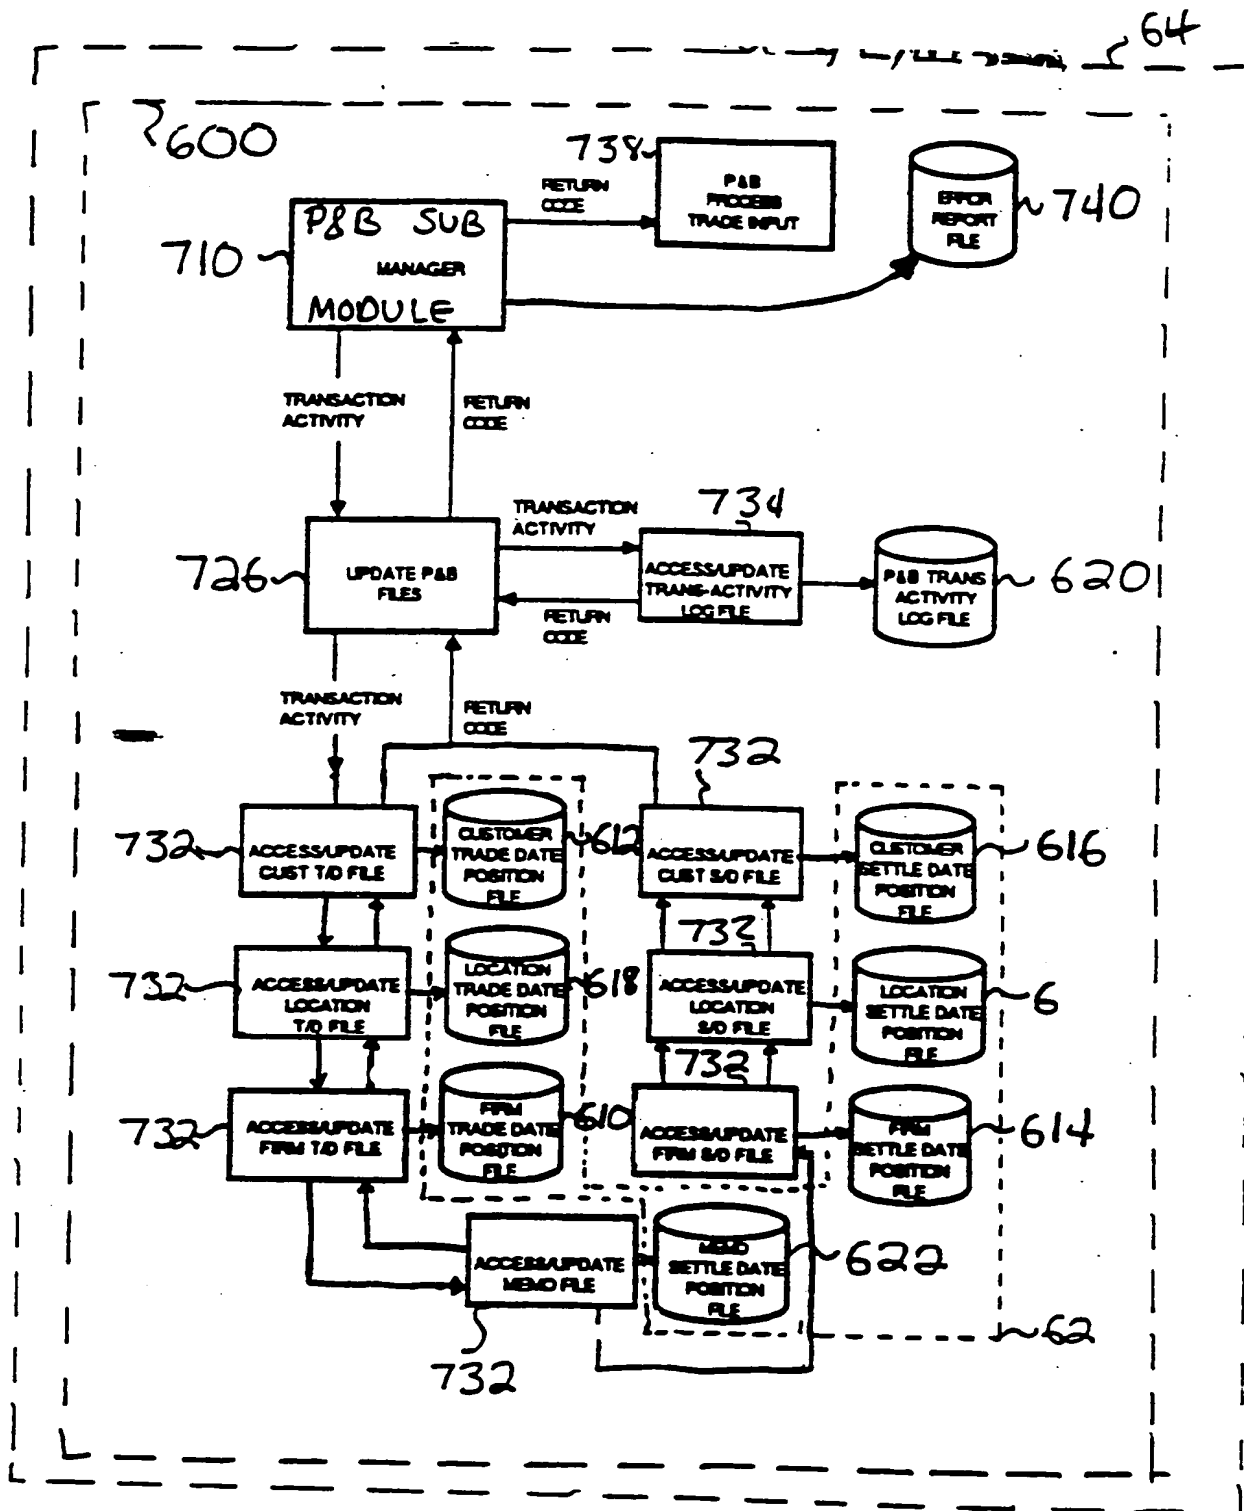 64
600
738
P&B
PROCESS
TRADE INPUT
RETURN
CODE
ERROR
REPORT
FILE
740
P&B SUB
MANAGER
MODULE
710
TRANSACTION
ACTIVITY
RETURN
CODE
TRANSACTION
ACTIVITY
734
726
UPDATE P&B
FILES
ACCESS/UPDATE
TRANS-ACTIVITY
LOG FILE
P&B TRANS
ACTIVITY
LOG FILE
620
RETURN
CODE
TRANSACTION
ACTIVITY
RETURN
CODE
732
732
ACCESS/UPDATE
CUST T/D FILE
CUSTOMER
TRADE DATE
POSITION
FILE
612
ACCESS/UPDATE
CUST S/D FILE
CUSTOMER
SETTLE DATE
POSITION
FILE
616
732
732
ACCESS/UPDATE
LOCATION
T/D FILE
LOCATION
TRADE DATE
POSITION
FILE
618
ACCESS/UPDATE
LOCATION
S/D FILE
LOCATION
SETTLE DATE
POSITION
FILE
6
732
732
ACCESS/UPDATE
FIRM T/D FILE
FIRM
TRADE DATE
POSITION
FILE
610
ACCESS/UPDATE
FIRM S/D FILE
FIRM
SETTLE DATE
POSITION
FILE
614
ACCESS/UPDATE
MEMO FILE
MEMO
SETTLE DATE
POSITION
FILE
622
62
732